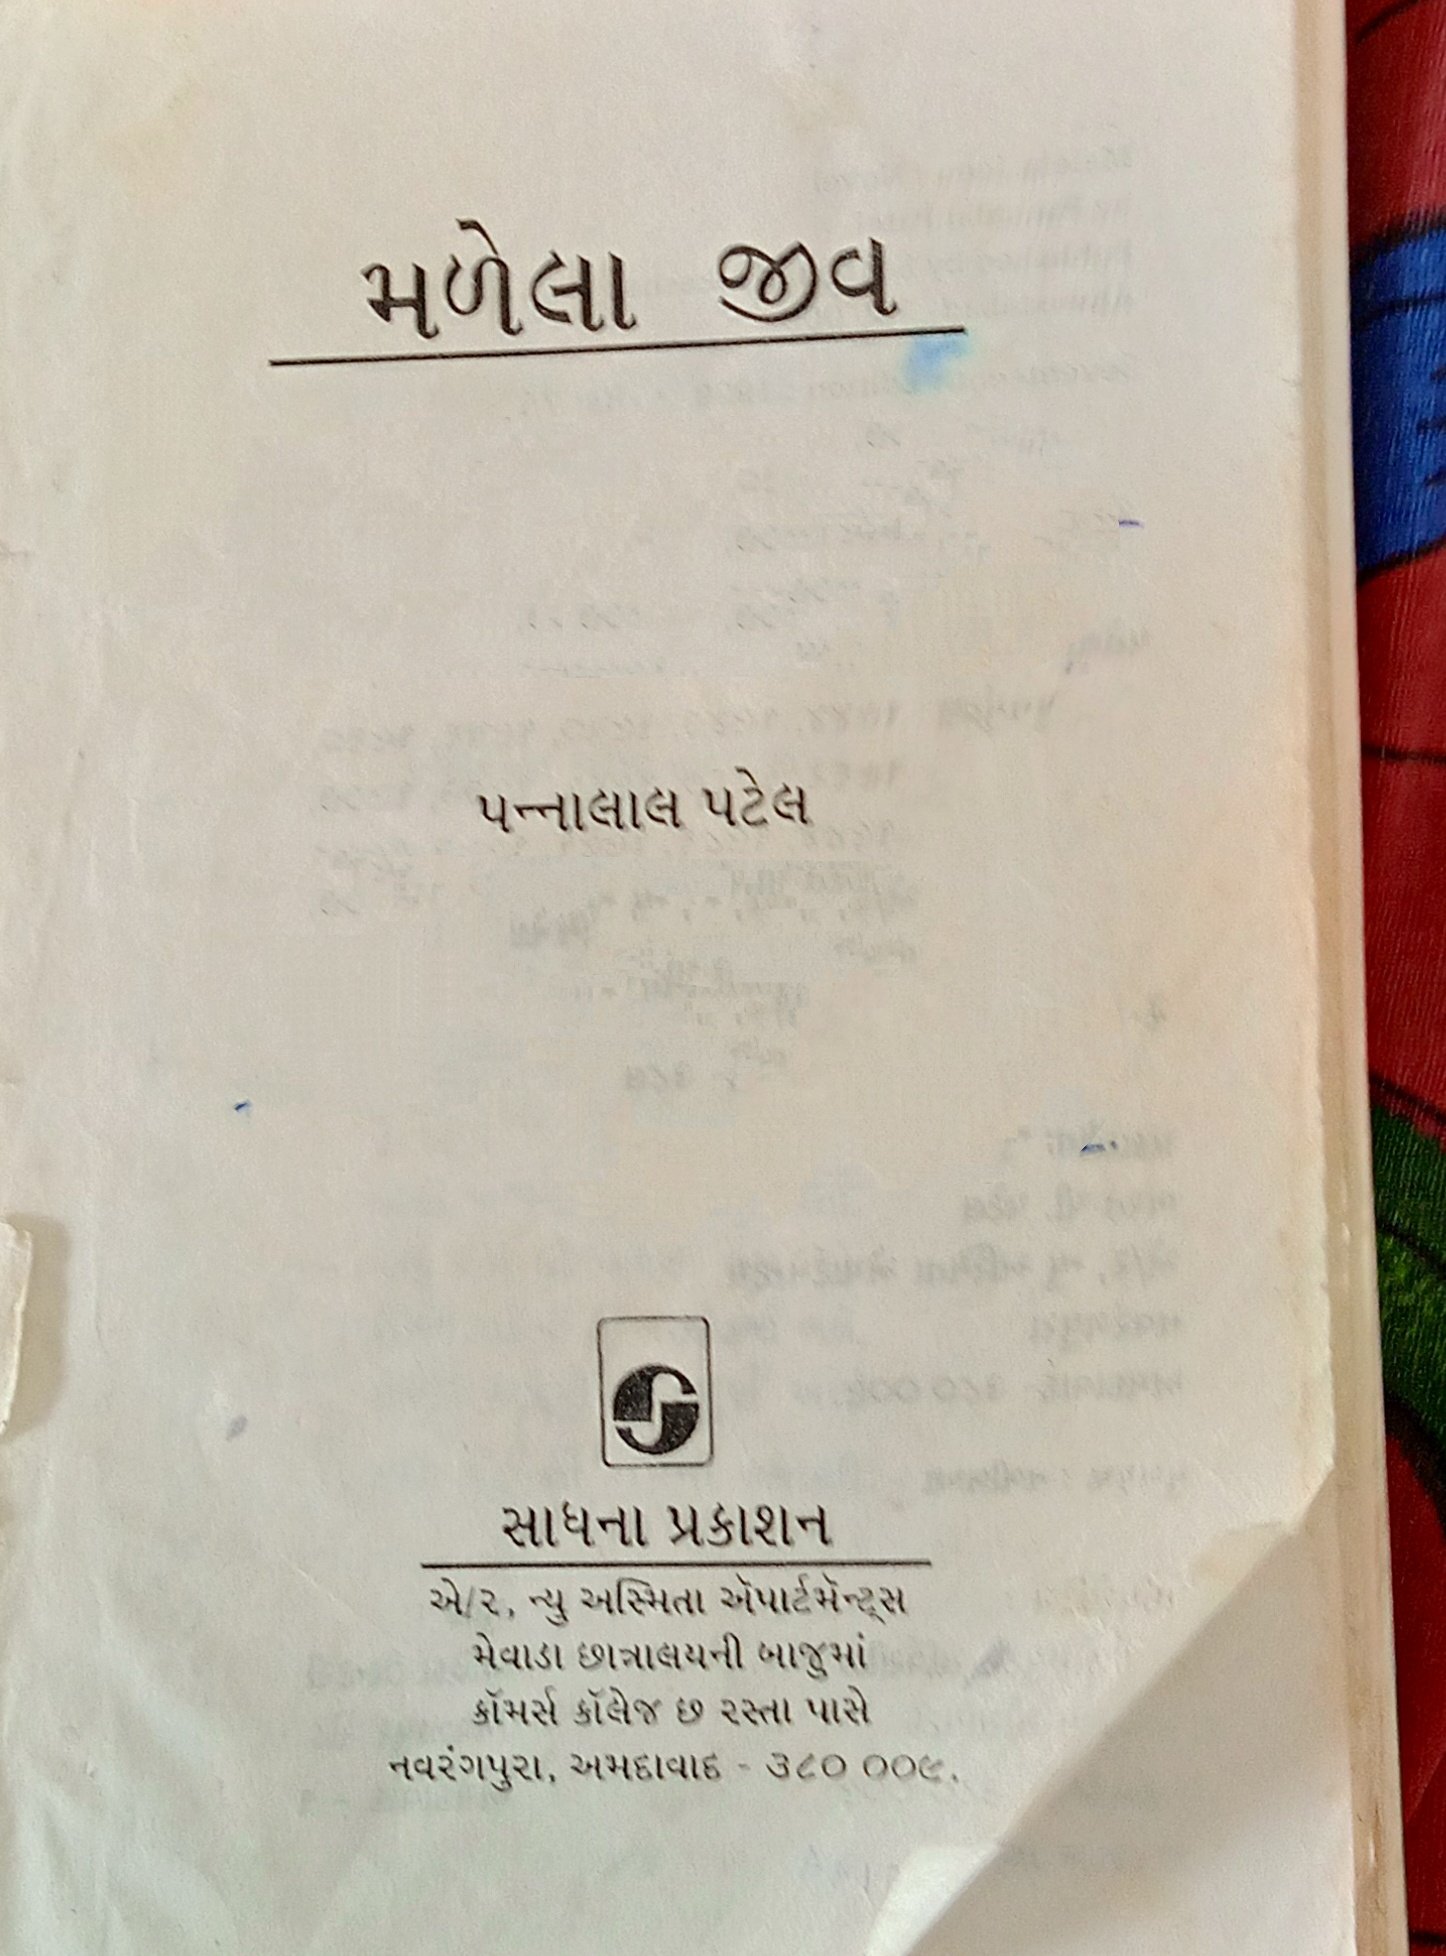 મળેલા જીવ
પન્નાલાલ પટેલ
સાધના પ્રકાશન
એ/૨, ન્યુ અસ્મિતા ઍપાર્ટમૅન્ટ્સ
મેવાડા છાત્રાલયની બાજુમાં
કૉમર્સ કૉલેજ છ રસ્તા પાસે
નવરંગપુરા, અમદાવાદ - ૩૮૦ ૦૦૯.